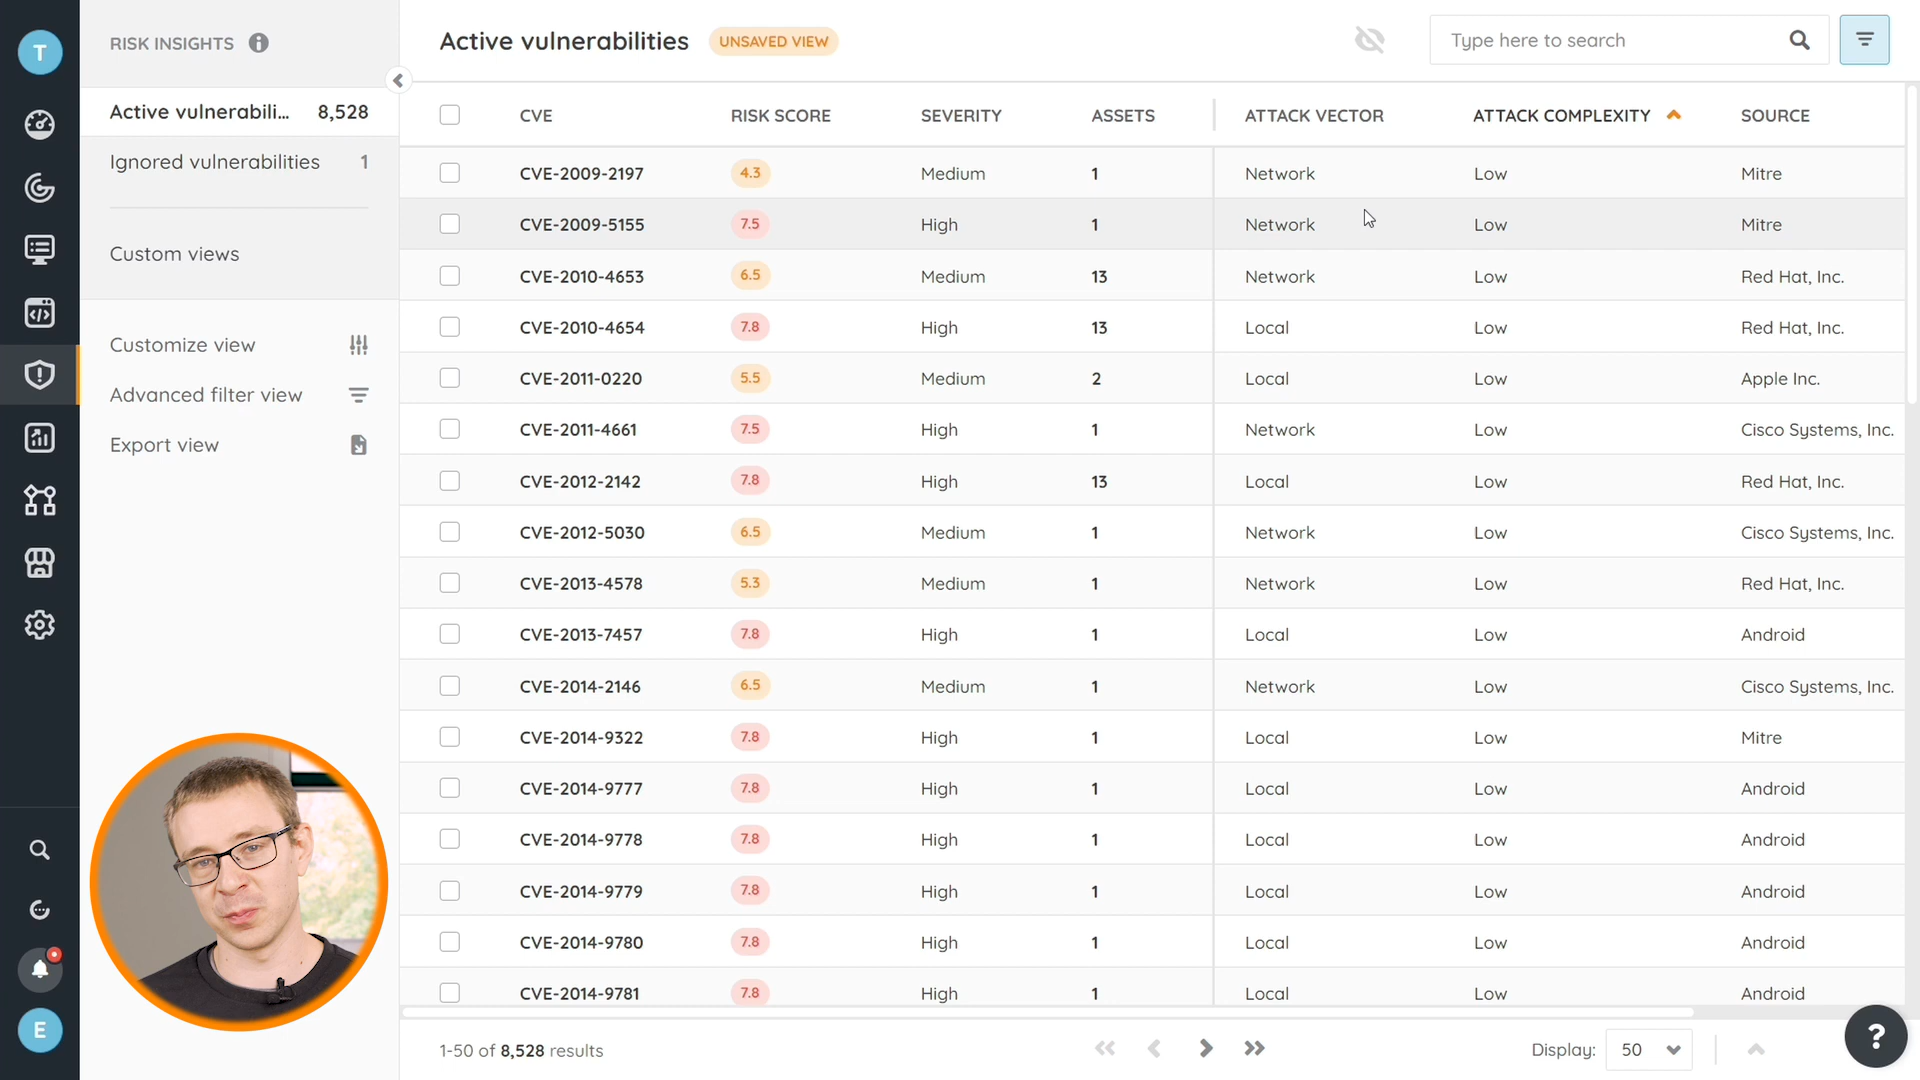 T
RISK INSIGHTS
Active vulnerabilities
UNSAVED VIEW
Type here to search
Active vulnerabili... 8,528
Ignored vulnerabilities 1
Custom views
Customize view
Advanced filter view
Export view
CVE RISK SCORE SEVERITY ASSETS ATTACK VECTOR ATTACK COMPLEXITY SOURCE
CVE-2009-2197 4.3 Medium 1 Network Low Mitre
CVE-2009-5155 7.5 High 1 Network Low Mitre
CVE-2010-4653 6.5 Medium 13 Network Low Red Hat, Inc.
CVE-2010-4654 7.8 High 13 Local Low Red Hat, Inc.
CVE-2011-0220 5.5 Medium 2 Local Low Apple Inc.
CVE-2011-4661 7.5 High 1 Network Low Cisco Systems, Inc.
CVE-2012-2142 7.8 High 13 Local Low Red Hat, Inc.
CVE-2012-5030 6.5 Medium 1 Network Low Cisco Systems, Inc.
CVE-2013-4578 5.3 Medium 1 Network Low Red Hat, Inc.
CVE-2013-7457 7.8 High 1 Local Low Android
CVE-2014-2146 6.5 Medium 1 Network Low Cisco Systems, Inc.
CVE-2014-9322 7.8 High 1 Local Low Mitre
CVE-2014-9777 7.8 High 1 Local Low Android
CVE-2014-9778 7.8 High 1 Local Low Android
CVE-2014-9779 7.8 High 1 Local Low Android
CVE-2014-9780 7.8 High 1 Local Low Android
CVE-2014-9781 7.8 High 1 Local Low Android
E
1-50 of 8,528 results
Display: 50
?